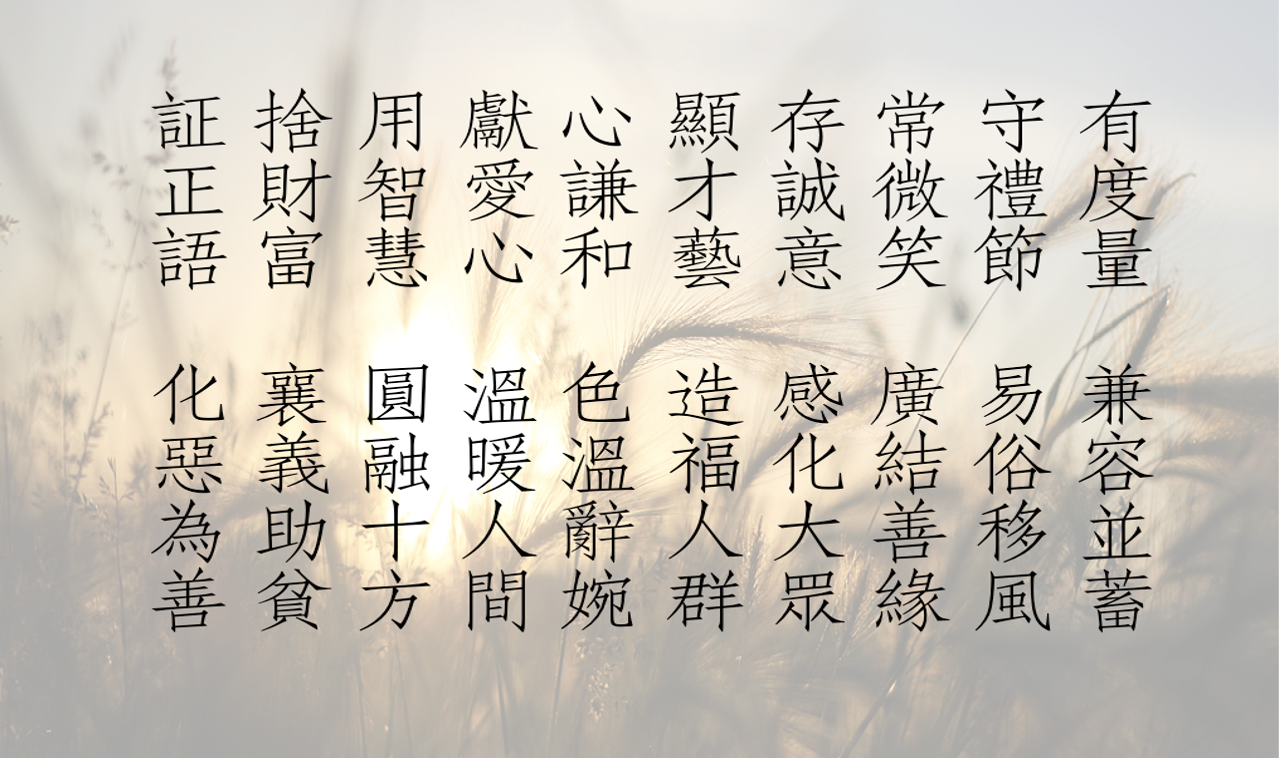 有度量 兼容並蓄
守禮節 易俗移風
常微笑 廣結善緣
存誠意 感化大眾
顯才藝 造福人群
心謙和 色溫辭婉
獻愛心 溫暖人間
用智慧 圓融十方
捨財富 襄義助貧
証正語 化惡為善